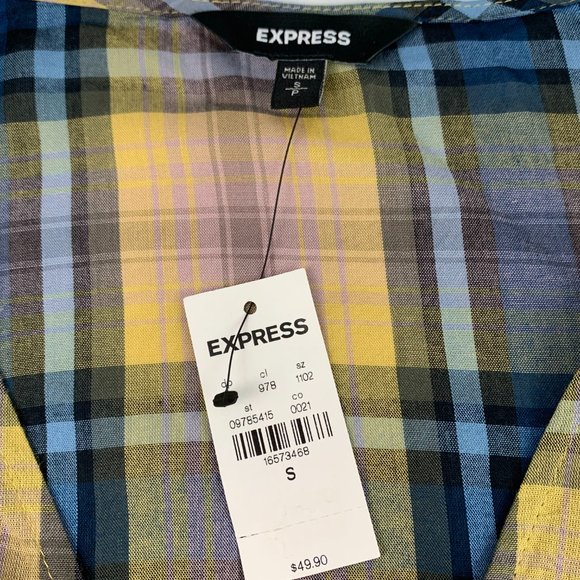 EXPRESS
MADE IN
VIETNAM
S
P
EXPRESS
cl
sz
978
1102
st
co
09785415
0021
16573468
S
$49.90